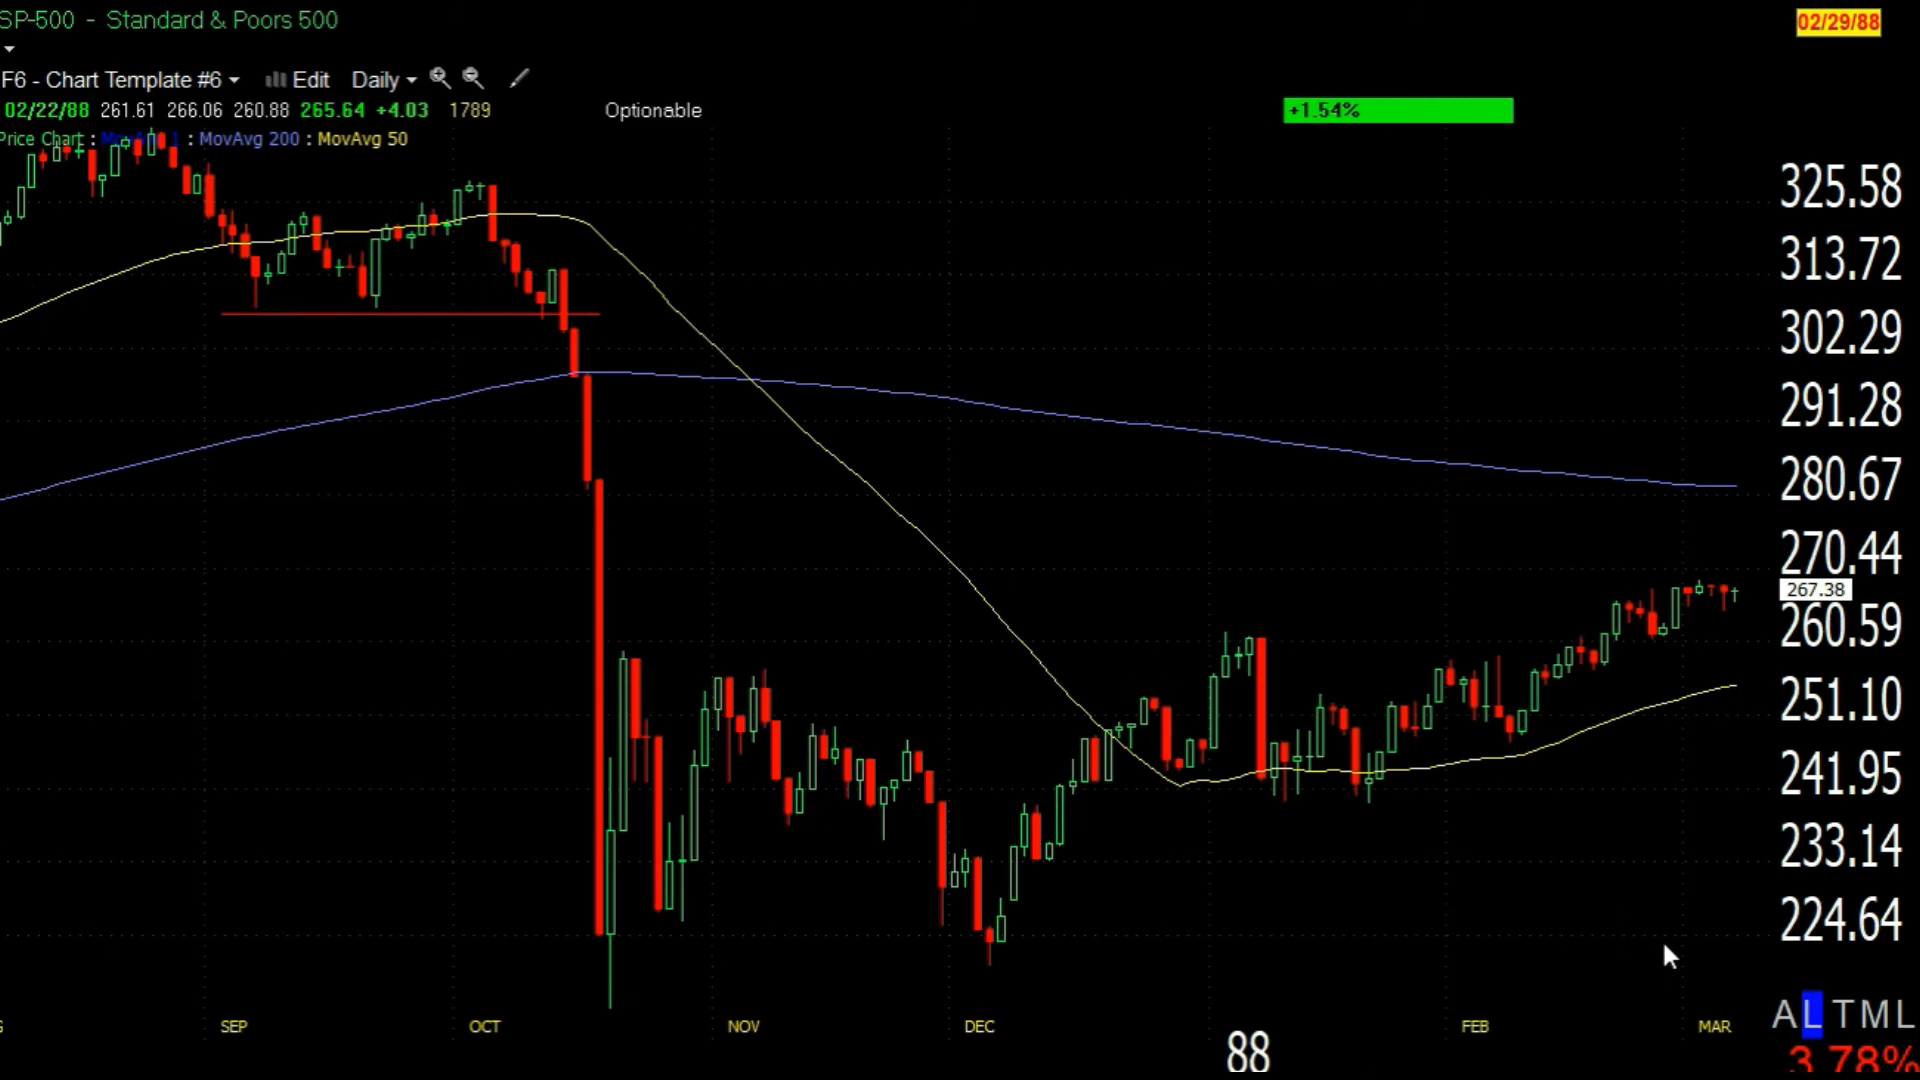 SP-500 - Standard & Poors 500
02/29/88
F6 - Chart Template #6 Edit Daily
02/22/88 261.61 266.06 260.88 265.64 +4.03 1789 Optionable +1.54%
Price Chart : : MovAvg 200 : MovAvg 50
325.58
313.72
302.29
291.28
280.67
270.44
267.38
260.59
251.10
241.95
233.14
224.64
SEP OCT NOV DEC 88 FEB MAR
A L T M L
3.78%